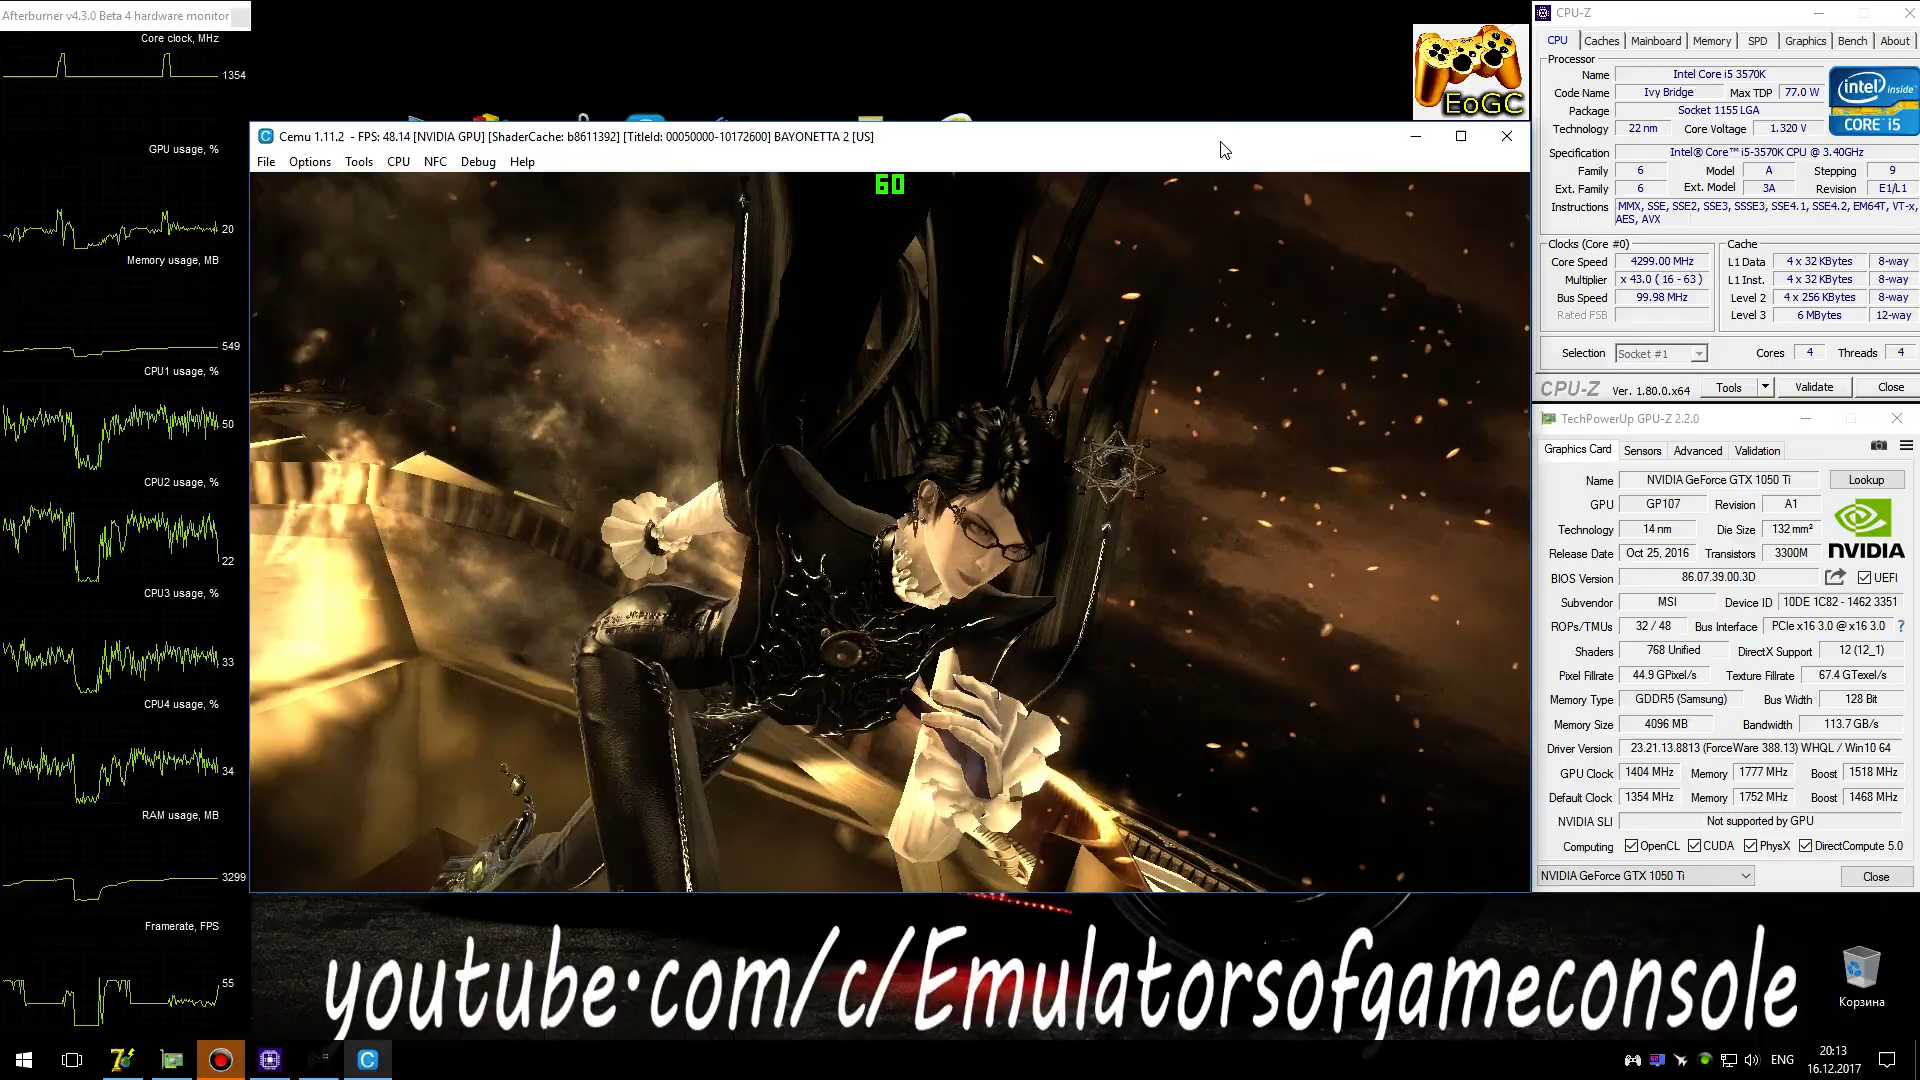 Afterburner v4.3.0 Beta 4 hardware monitor
Core clock, MHz
1354
GPU usage, %
20
Memory usage, MB
549
CPU1 usage, %
50
CPU2 usage, %
22
CPU3 usage, %
33
CPU4 usage, %
34
RAM usage, MB
3299
Framerate, FPS
55
EoGC
Cemu 1.11.2 - FPS: 48.14 [NVIDIA GPU] [ShaderCache: b8611392] [TitleId: 00050000-10172600] BAYONETTA 2 [US]
File Options Tools CPU NFC Debug Help
60
CPU-Z
CPU Caches Mainboard Memory SPD Graphics Bench About
Processor
Name Intel Core i5 3570K
Code Name Ivy Bridge Max TDP 77.0 W
Package Socket 1155 LGA
Technology 22 nm Core Voltage 1.320 V
intel inside™
CORE i5
Specification Intel® Core™ i5-3570K CPU @ 3.40GHz
Family 6 Model A Stepping 9
Ext. Family 6 Ext. Model 3A Revision E1/L1
Instructions MMX, SSE, SSE2, SSE3, SSSE3, SSE4.1, SSE4.2, EM64T, VT-x,
AES, AVX
Clocks (Core #0)
Core Speed 4299.00 MHz
Multiplier x 43.0 ( 16 - 63 )
Bus Speed 99.98 MHz
Rated FSB
Cache
L1 Data 4 x 32 KBytes 8-way
L1 Inst. 4 x 32 KBytes 8-way
Level 2 4 x 256 KBytes 8-way
Level 3 6 MBytes 12-way
Selection Socket #1 Cores 4 Threads 4
CPU-Z Ver. 1.80.0.x64 Tools Validate Close
TechPowerUp GPU-Z 2.2.0
Graphics Card Sensors Advanced Validation
Name NVIDIA GeForce GTX 1050 Ti Lookup
GPU GP107 Revision A1
Technology 14 nm Die Size 132 mm²
Release Date Oct 25, 2016 Transistors 3300M
NVIDIA
BIOS Version 86.07.39.00.3D UEFI
Subvendor MSI Device ID 10DE 1C82 - 1462 3351
ROPs/TMUs 32 / 48 Bus Interface PCIe x16 3.0 @ x16 3.0 ?
Shaders 768 Unified DirectX Support 12 (12_1)
Pixel Fillrate 44.9 GPixel/s Texture Fillrate 67.4 GTexel/s
Memory Type GDDR5 (Samsung) Bus Width 128 Bit
Memory Size 4096 MB Bandwidth 113.7 GB/s
Driver Version 23.21.13.8813 (ForceWare 388.13) WHQL / Win10 64
GPU Clock 1404 MHz Memory 1777 MHz Boost 1518 MHz
Default Clock 1354 MHz Memory 1752 MHz Boost 1468 MHz
NVIDIA SLI Not supported by GPU
Computing OpenCL CUDA PhysX DirectCompute 5.0
NVIDIA GeForce GTX 1050 Ti Close
youtube.com/c/Emulatorsofgameconsole
Корзина
ENG
20:13
16.12.2017